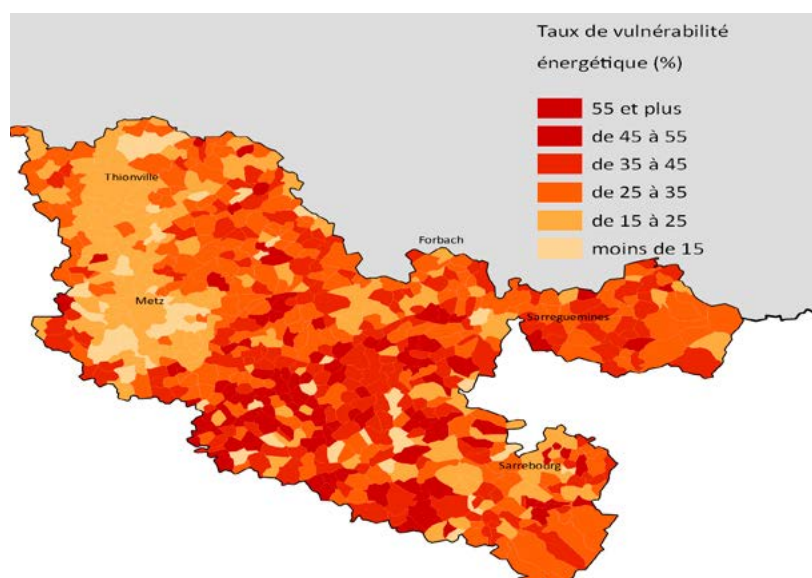 Taux de vulnérabilité
énergétique (%)
55 et plus
de 45 à 55
de 35 à 45
de 25 à 35
de 15 à 25
moins de 15
Thionville
Forbach
Metz
Sarreguemines
Sarrebourg